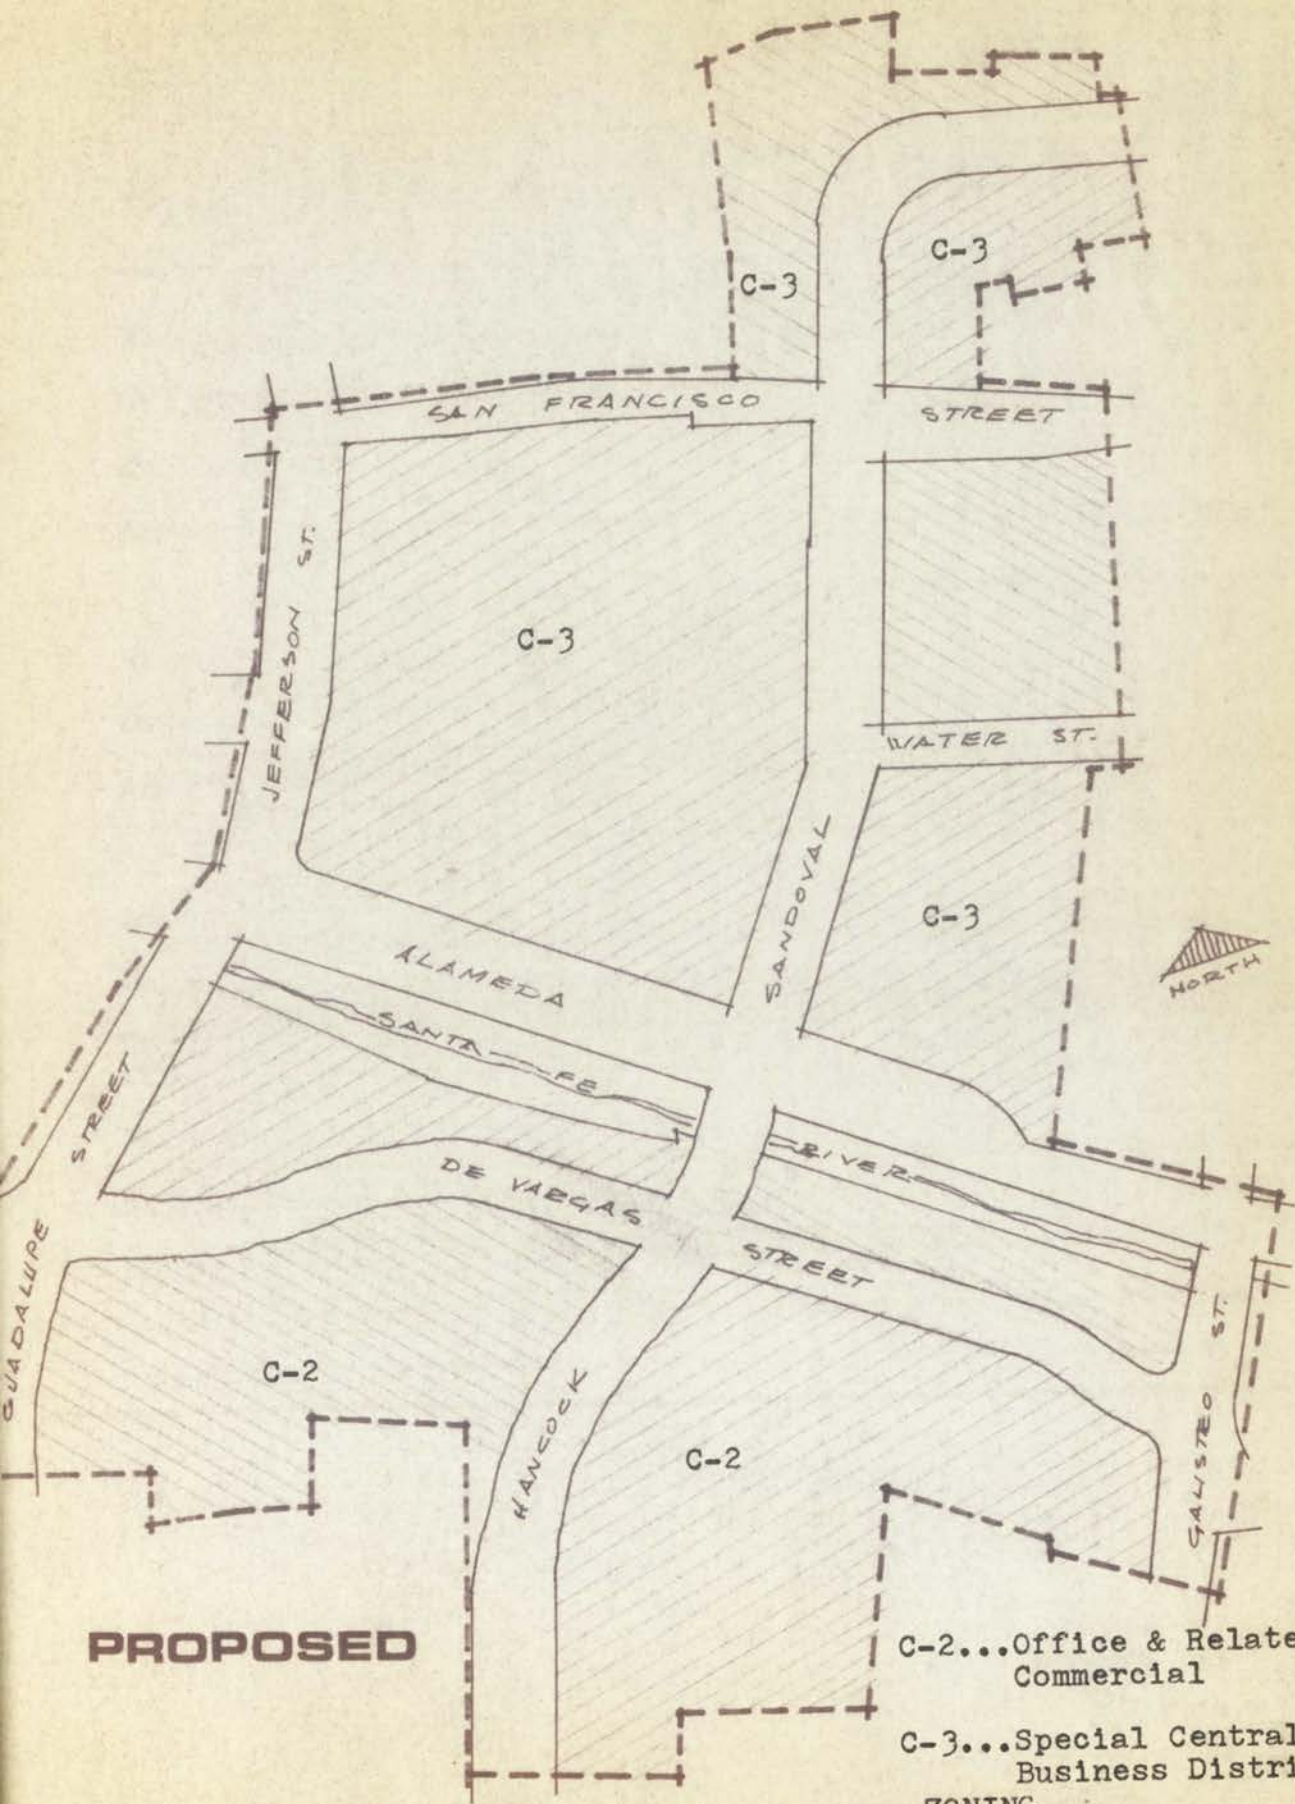 C-3
C-3
SAN FRANCISCO STREET
JEFFERSON ST.
C-3
WATER ST.
SANDOVAL
C-3
NORTH
ALAMEDA
SANTA FE RIVER
STREET
DE VARGAS STREET
GUADALUPE
C-2
HANCOCK
C-2
GALISTEO ST.
PROPOSED
C-2...Office & Relate
Commercial
C-3...Special Central
Business Distri
ZONING